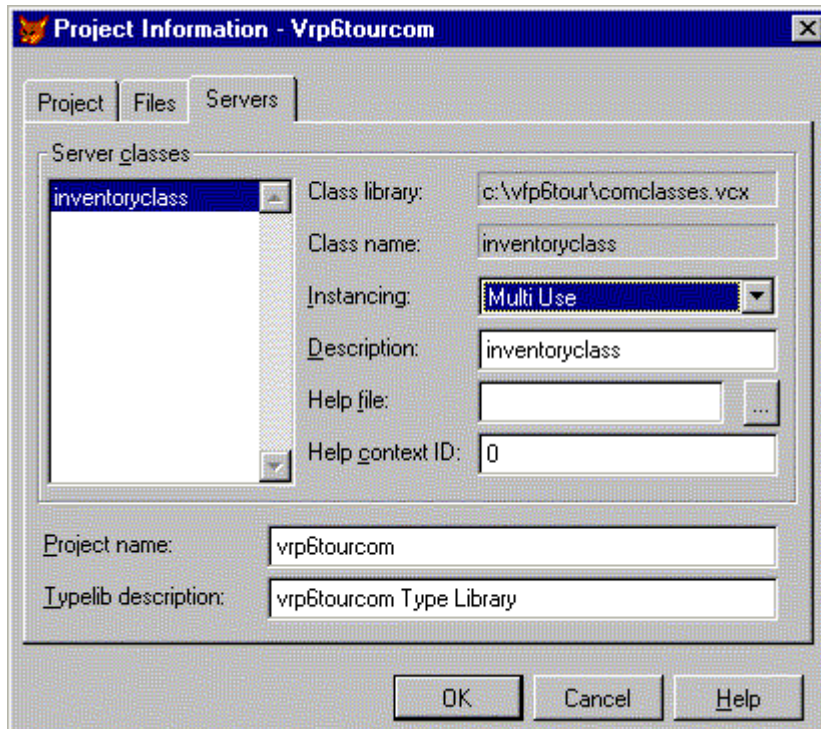 Project Information - Vrp6tourcom
Project Files Servers
Server classes
inventoryclass
Class library: c:\vfp6tour\comclasses.vcx
Class name: inventoryclass
Instancing: Multi Use
Description: inventoryclass
Help file: ...
Help context ID: 0
Project name: vrp6tourcom
Typelib description: vrp6tourcom Type Library
OK Cancel Help